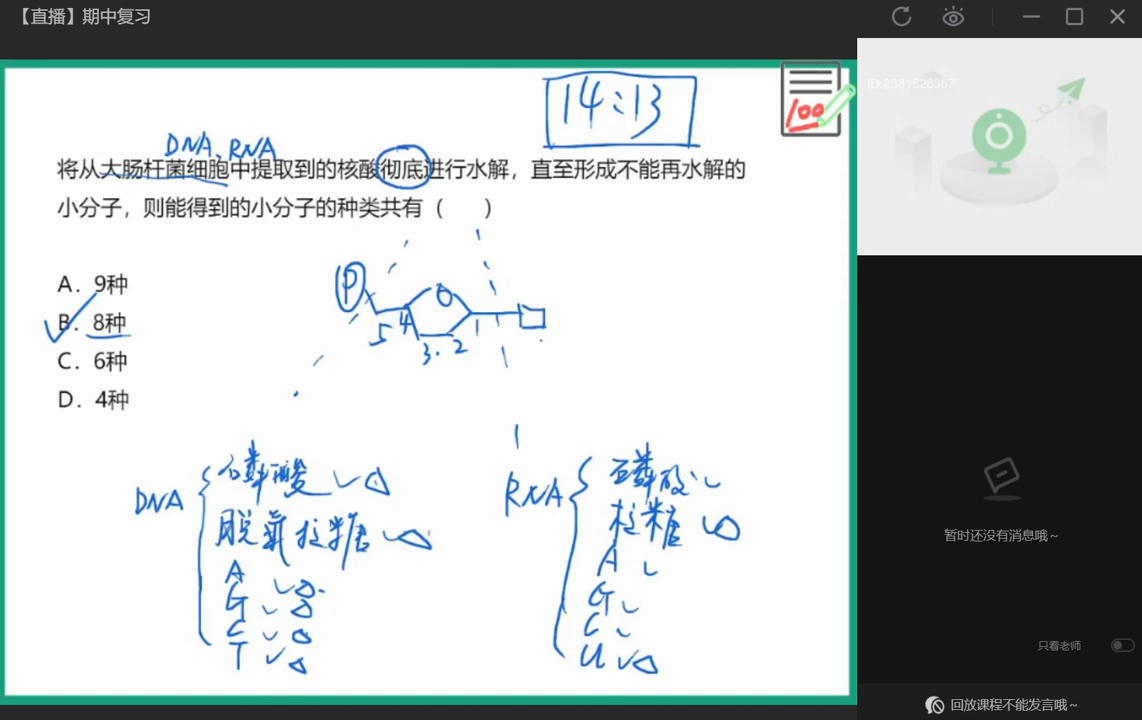 【直播】期中复习
14:13
100
ID:2531626367
DNA、RNA
将从大肠杆菌细胞中提取到的核酸彻底进行水解，直至形成不能再水解的
小分子，则能得到的小分子的种类共有（　　）
A．9种
B．8种
C．6种
D．4种
P
O
5 4 3 2 1
DNA
磷酸
脱氧核糖
A
G
C
T
RNA
磷酸
核糖
A
G
C
U
暂时还没有消息哦～
只看老师
回放课程不能发言哦～